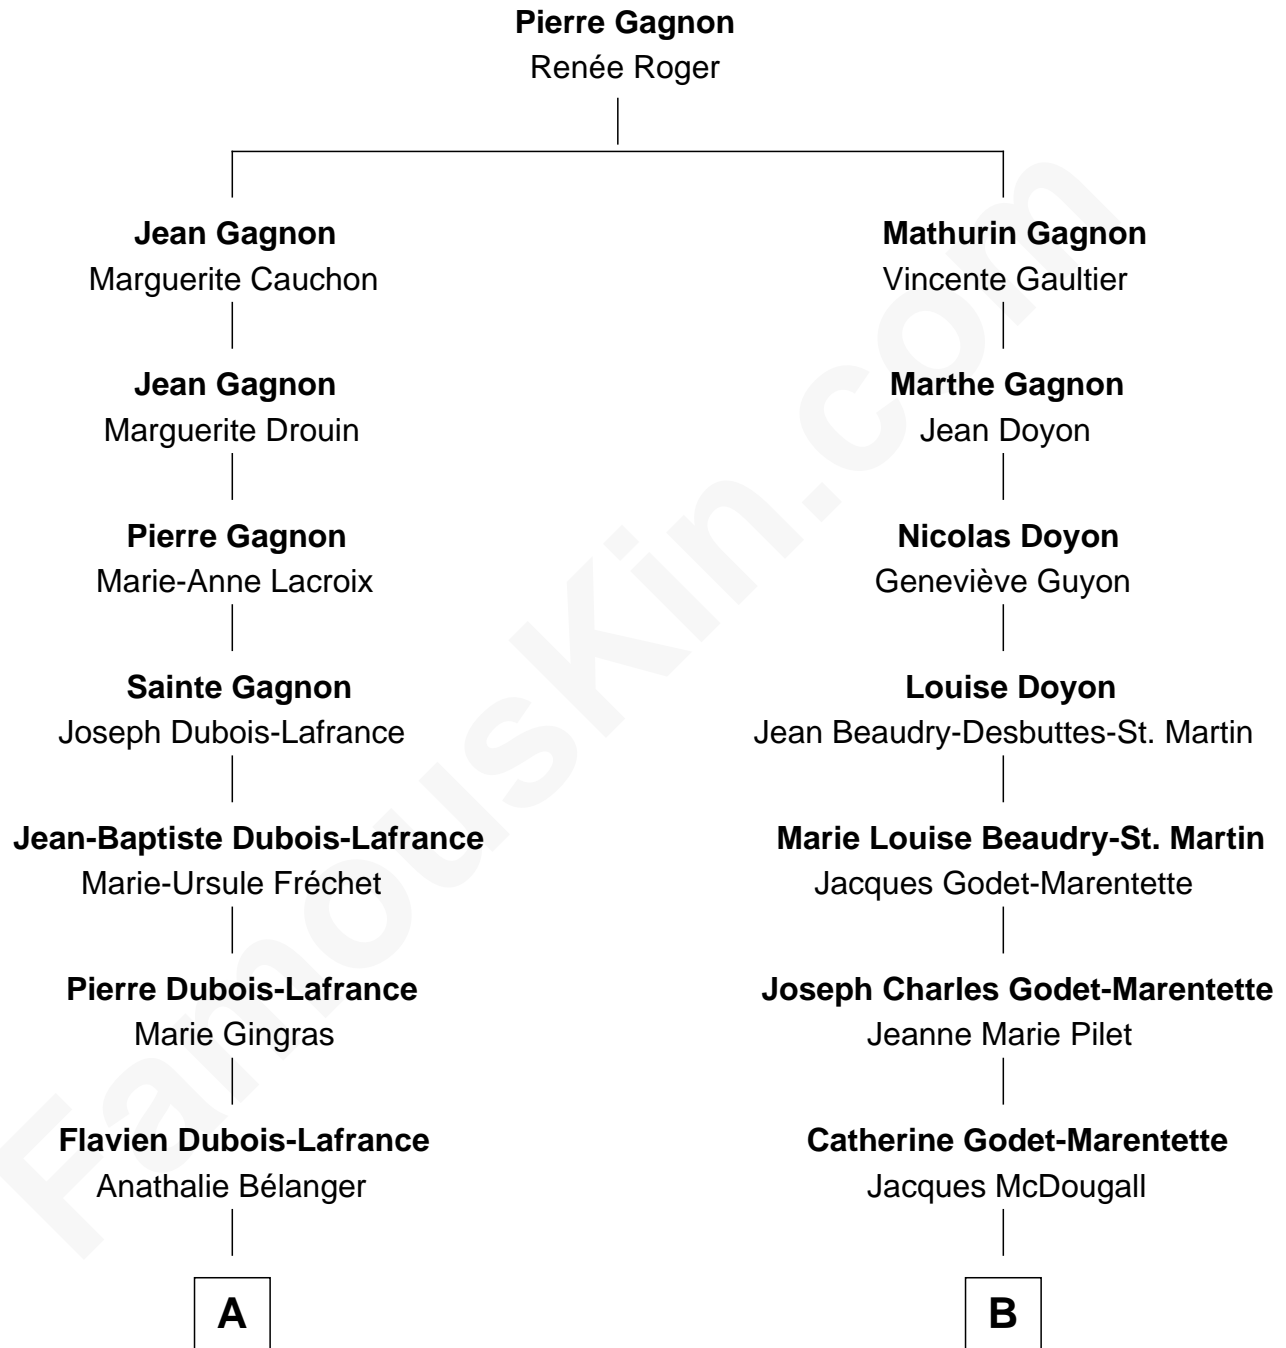 Pierre Gagnon
Renée Roger
Jean Gagnon
Marguerite Cauchon
Jean Gagnon
Marguerite Drouin
Pierre Gagnon
Marie-Anne Lacroix
Sainte Gagnon
Joseph Dubois-Lafrance
Jean-Baptiste Dubois-Lafrance
Marie-Ursule Fréchet
Pierre Dubois-Lafrance
Marie Gingras
Flavien Dubois-Lafrance
Anathalie Bélanger
A
Mathurin Gagnon
Vincente Gaultier
Marthe Gagnon
Jean Doyon
Nicolas Doyon
Geneviève Guyon
Louise Doyon
Jean Beaudry-Desbuttes-St. Martin
Marie Louise Beaudry-St. Martin
Jacques Godet-Marentette
Joseph Charles Godet-Marentette
Jeanne Marie Pilet
Catherine Godet-Marentette
Jacques McDougall
B
FamousKin.com